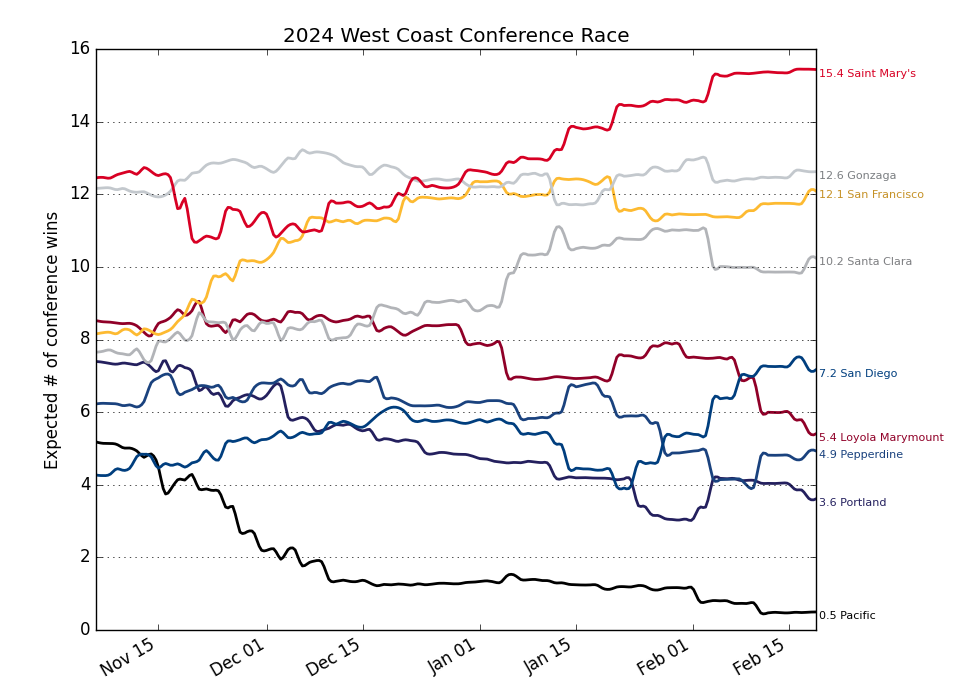 2024 West Coast Conference Race
Expected # of conference wins
16
14
12
10
8
6
4
2
0
Nov 15
Dec 01
Dec 15
Jan 01
Jan 15
Feb 01
Feb 15
15.4 Saint Mary's
12.6 Gonzaga
12.1 San Francisco
10.2 Santa Clara
7.2 San Diego
5.4 Loyola Marymount
4.9 Pepperdine
3.6 Portland
0.5 Pacific